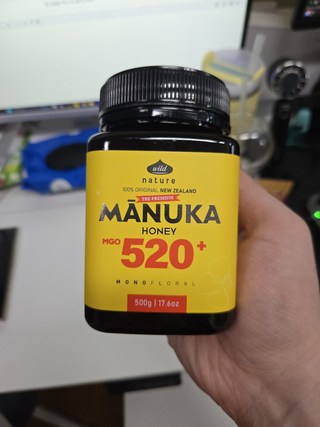 wild
nature
100% ORIGINAL NEW ZEALAND
THE PREMIUM
MĀNUKA
HONEY
MGO 520+
MONOFLORAL
500g | 17.6oz